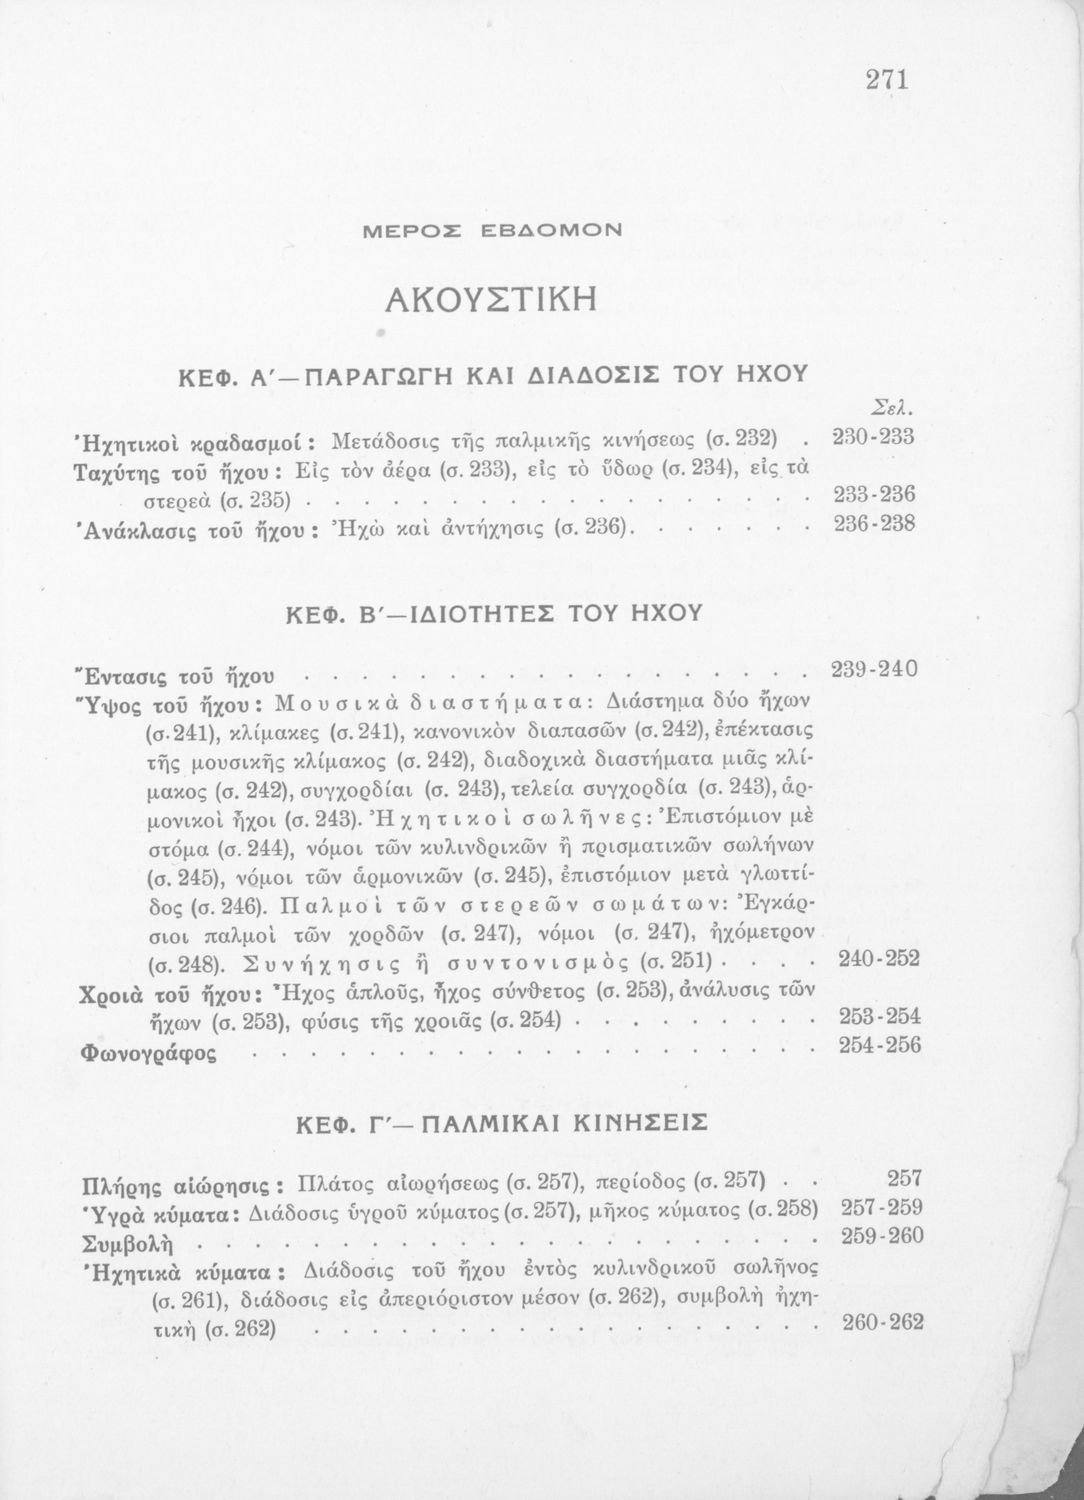 271
ΜΕΡΟΣ ΕΒΔΟΜΟΝ
ΑΚΟΥΣΤΙΚΗ
ΚΕΦ. Α′—ΠΑΡΑΓΩΓΗ ΚΑΙ ΔΙΑΔΟΣΙΣ ΤΟΥ ΗΧΟΥ
Σελ.
Ἠχητικοὶ κραδασμοί : Μετάδοσις τῆς παλμικῆς κινήσεως (σ. 232) . 230-233
Ταχύτης τοῦ ἤχου : Εἰς τὸν ἀέρα (σ. 233), εἰς τὸ ὕδωρ (σ. 234), εἰς τὰ
στερεὰ (σ. 235) . . . . . . . . . . . . . . . . . . 233-236
Ἀνάκλασις τοῦ ἤχου : Ἠχὼ καὶ ἀντήχησις (σ. 236). . . . . . . 236-238
ΚΕΦ. Β′—ΙΔΙΟΤΗΤΕΣ ΤΟΥ ΗΧΟΥ
Ἔντασις τοῦ ἤχου . . . . . . . . . . . . . . . . . . 239-240
Ὕψος τοῦ ἤχου : Μουσικὰ διαστήματα: Διάστημα δύο ἤχων
(σ. 241), κλίμακες (σ. 241), κανονικὸν διαπασῶν (σ. 242), ἐπέκτασις
τῆς μουσικῆς κλίμακος (σ. 242), διαδοχικὰ διαστήματα μιᾶς κλί-
μακος (σ. 242), συγχορδίαι (σ. 243), τελεία συγχορδία (σ. 243), ἁρ-
μονικοὶ ἦχοι (σ. 243). Ἠχητικοὶ σωλῆνες: Ἐπιστόμιον μὲ
στόμα (σ. 244), νόμοι τῶν κυλινδρικῶν ἢ πρισματικῶν σωλήνων
(σ. 245), νόμοι τῶν ἁρμονικῶν (σ. 245), ἐπιστόμιον μετὰ γλωττί-
δος (σ. 246). Παλμοὶ τῶν στερεῶν σωμάτων: Ἐγκάρ-
σιοι παλμοὶ τῶν χορδῶν (σ. 247), νόμοι (σ. 247), ἠχόμετρον
(σ. 248). Συνήχησις ἢ συντονισμὸς (σ. 251) . . . . 240-252
Χροιὰ τοῦ ἤχου: Ἦχος ἁπλοῦς, ἦχος σύνθετος (σ. 253), ἀνάλυσις τῶν
ἤχων (σ. 253), φύσις τῆς χροιᾶς (σ. 254) . . . . . . . . . 253-254
Φωνογράφος . . . . . . . . . . . . . . . . . . . . 254-256
ΚΕΦ. Γ′— ΠΑΛΜΙΚΑΙ ΚΙΝΗΣΕΙΣ
Πλήρης αἰώρησις : Πλάτος αἰωρήσεως (σ. 257), περίοδος (σ. 257) . . 257
Ὑγρὰ κύματα: Διάδοσις ὑγροῦ κύματος (σ. 257), μῆκος κύματος (σ. 258) 257-259
Συμβολὴ . . . . . . . . . . . . . . . . . . . . . . 259-260
Ἠχητικὰ κύματα : Διάδοσις τοῦ ἤχου ἐντὸς κυλινδρικοῦ σωλῆνος
(σ. 261), διάδοσις εἰς ἀπεριόριστον μέσον (σ. 262), συμβολὴ ἠχη-
τικὴ (σ. 262) . . . . . . . . . . . . . . . . . . 260-262